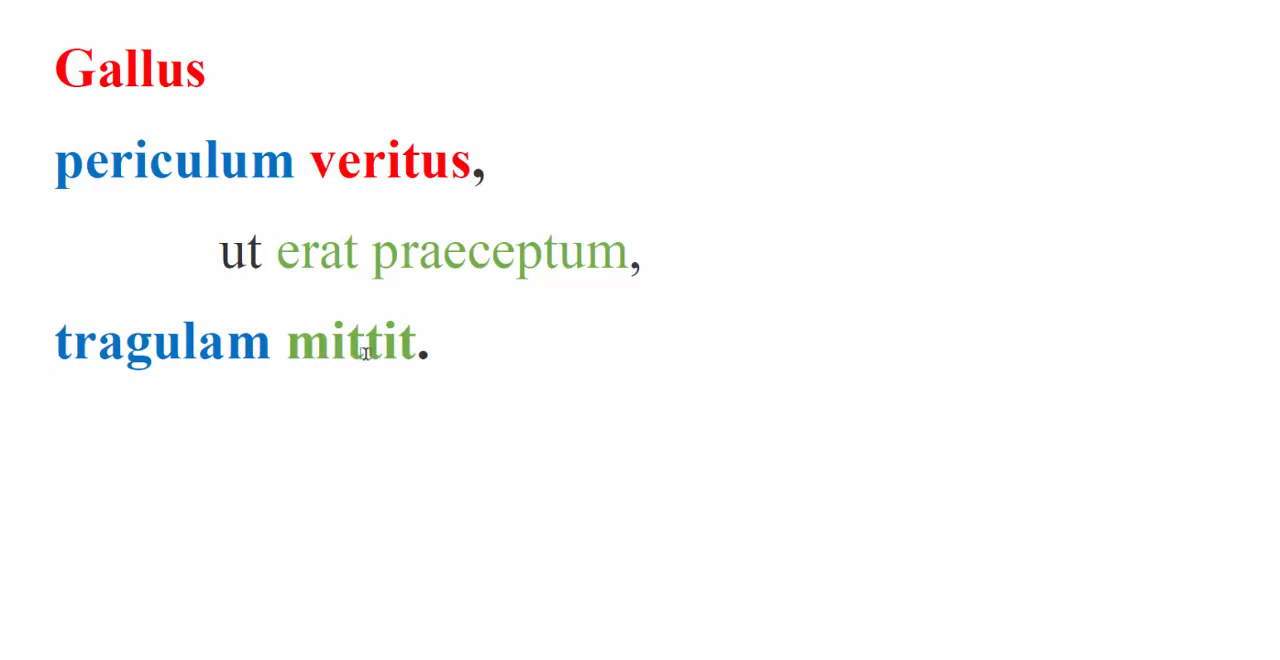 Gallus
periculum veritus,
ut erat praeceptum,
tragulam mittit.